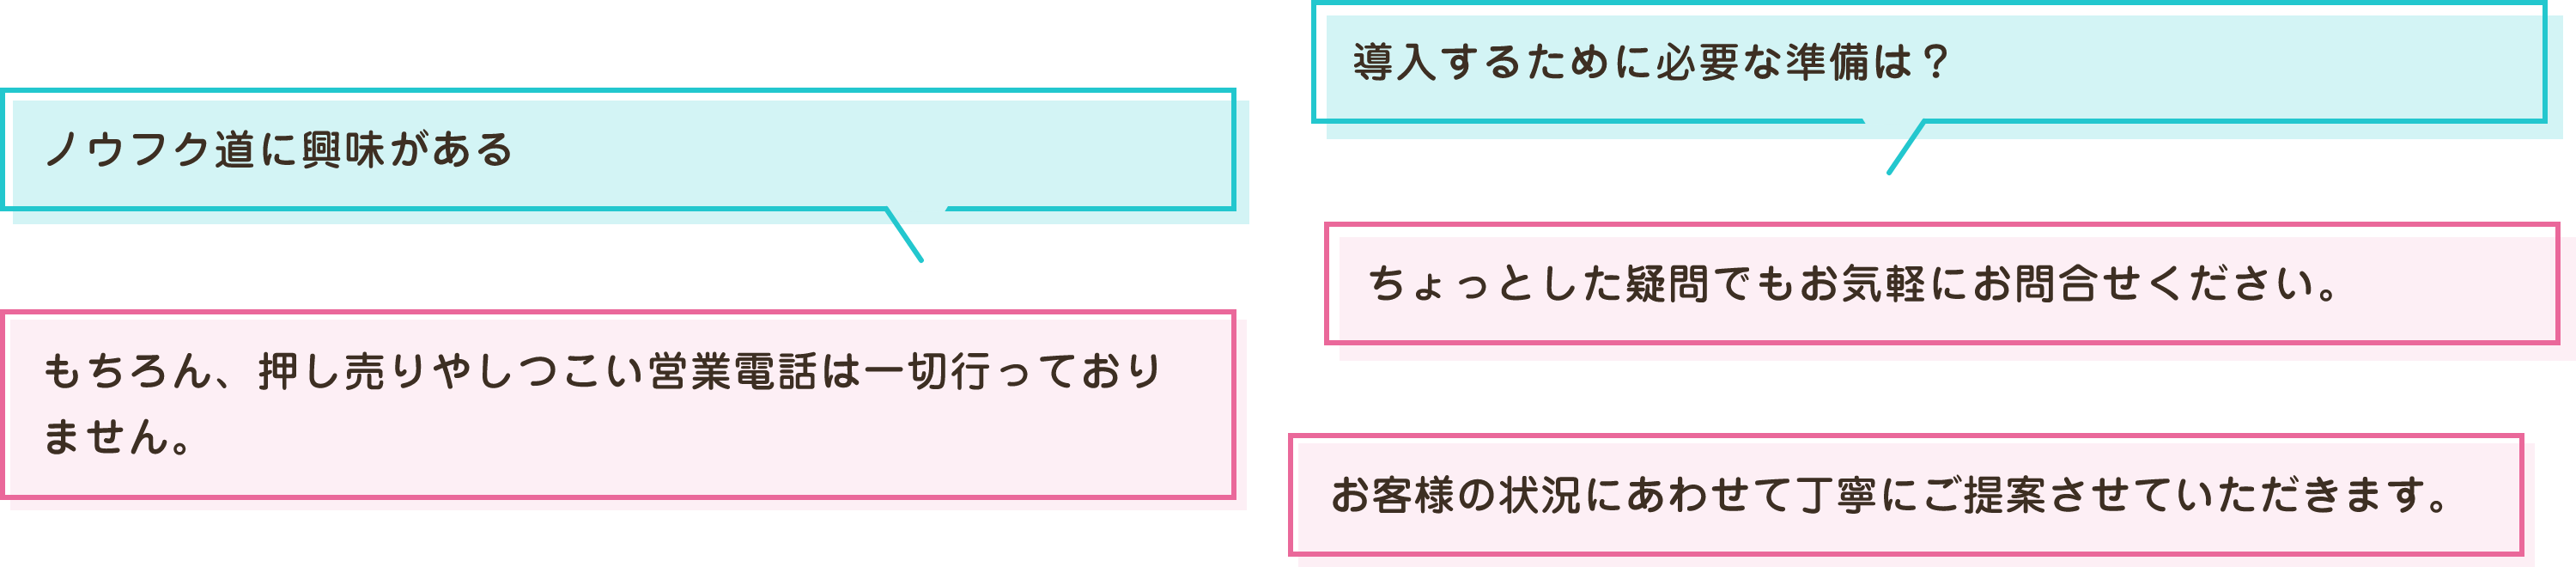 ノウフク道に興味がある
もちろん、押し売りやしつこい営業電話は一切行っており
ません。
導入するために必要な準備は？
ちょっとした疑問でもお気軽にお問合せください。
お客様の状況にあわせて丁寧にご提案させていただきます。